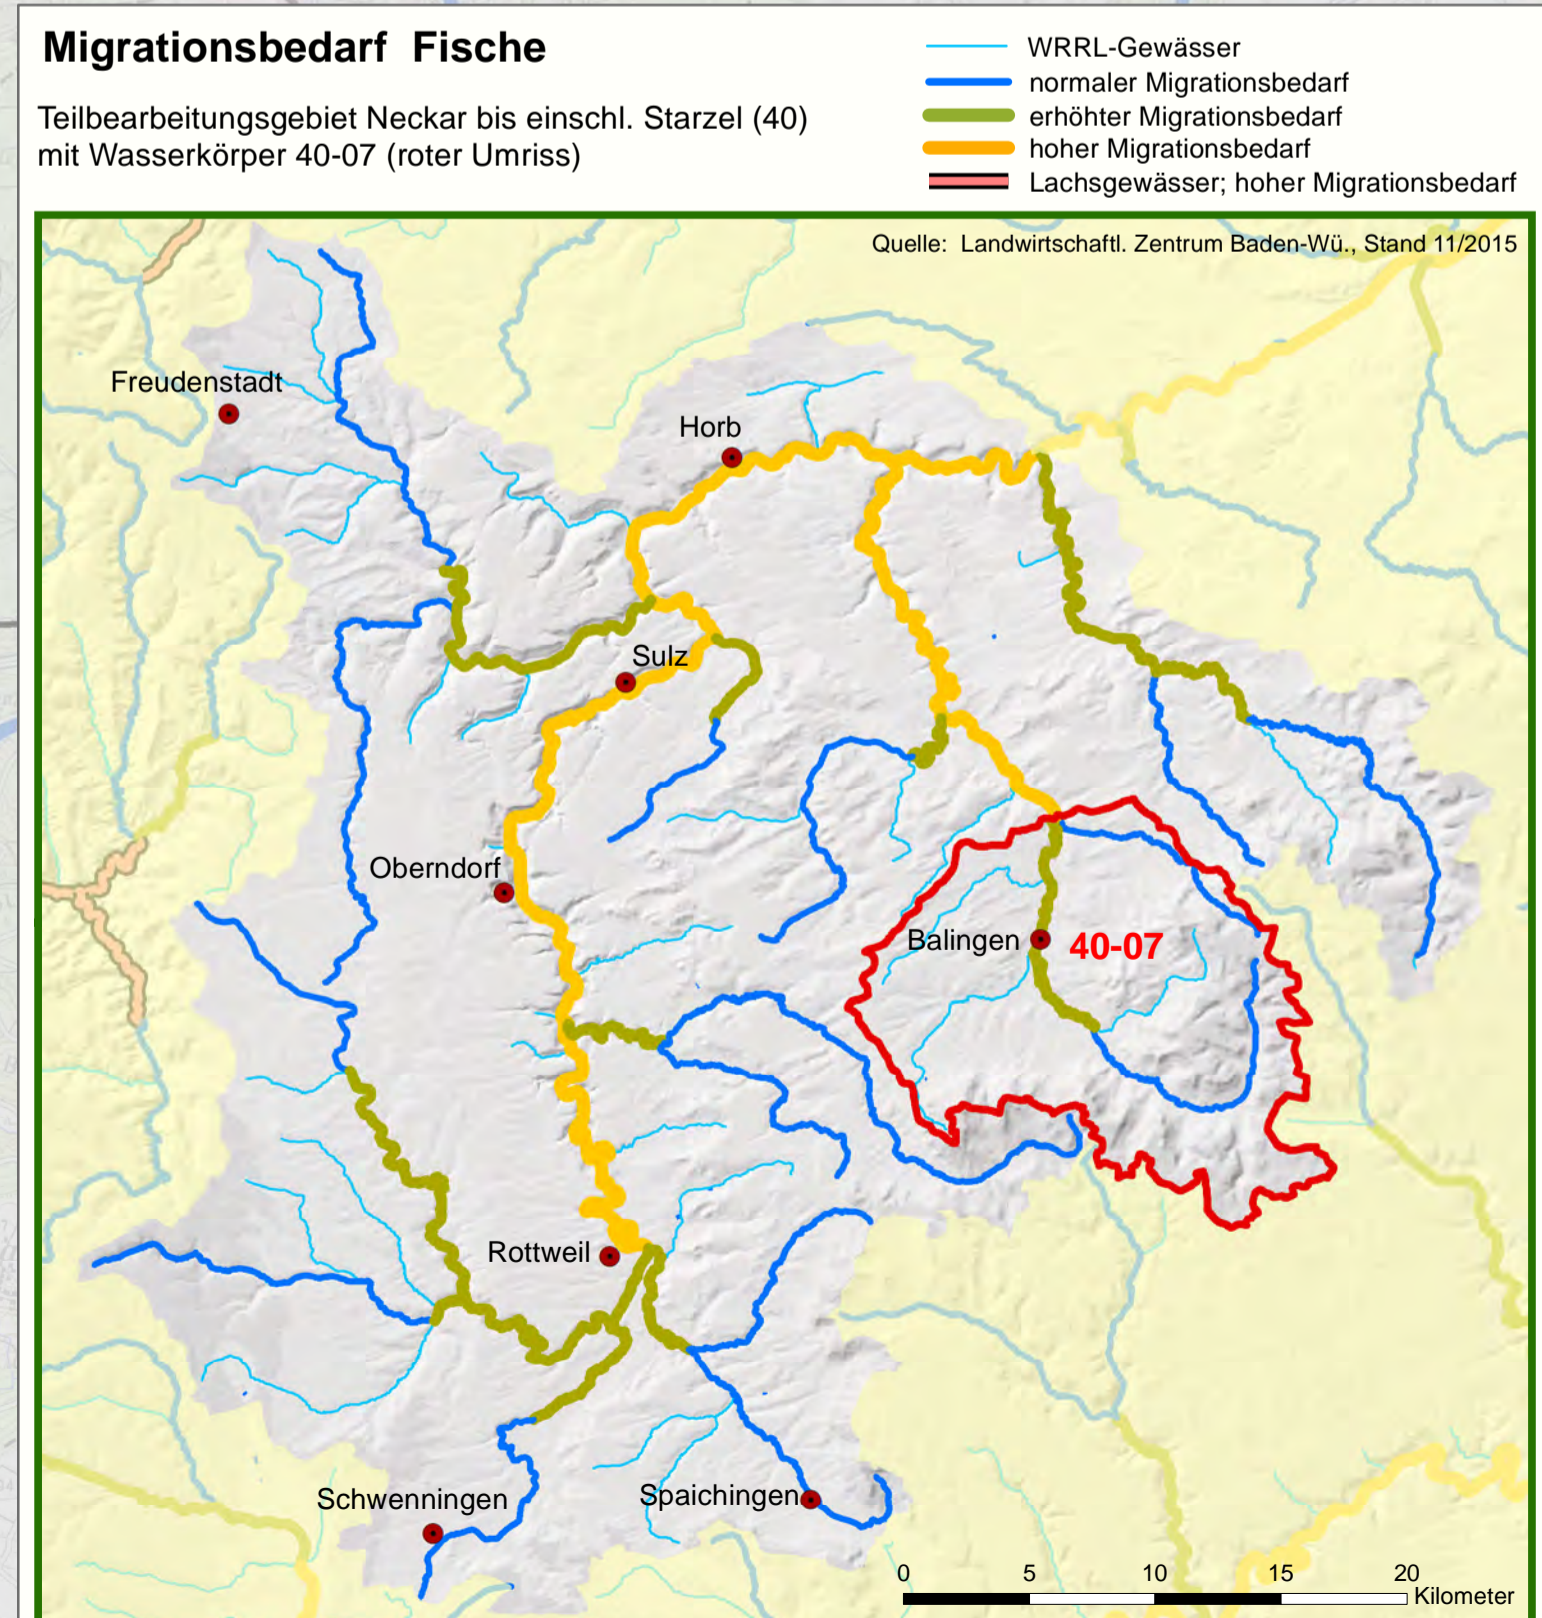 Migrationsbedarf Fische
Teilbearbeitungsgebiet Neckar bis einschl. Starzel (40)
mit Wasserkörper 40-07 (roter Umriss)
WRRL-Gewässer
normaler Migrationsbedarf
erhöhter Migrationsbedarf
hoher Migrationsbedarf
Lachsgewässer; hoher Migrationsbedarf
Quelle: Landwirtschaftl. Zentrum Baden-Wü., Stand 11/2015
Freudenstadt
Horb
Sulz
Oberndorf
Balingen
40-07
Rottweil
Schwenningen
Spaichingen
0 5 10 15 20
Kilometer